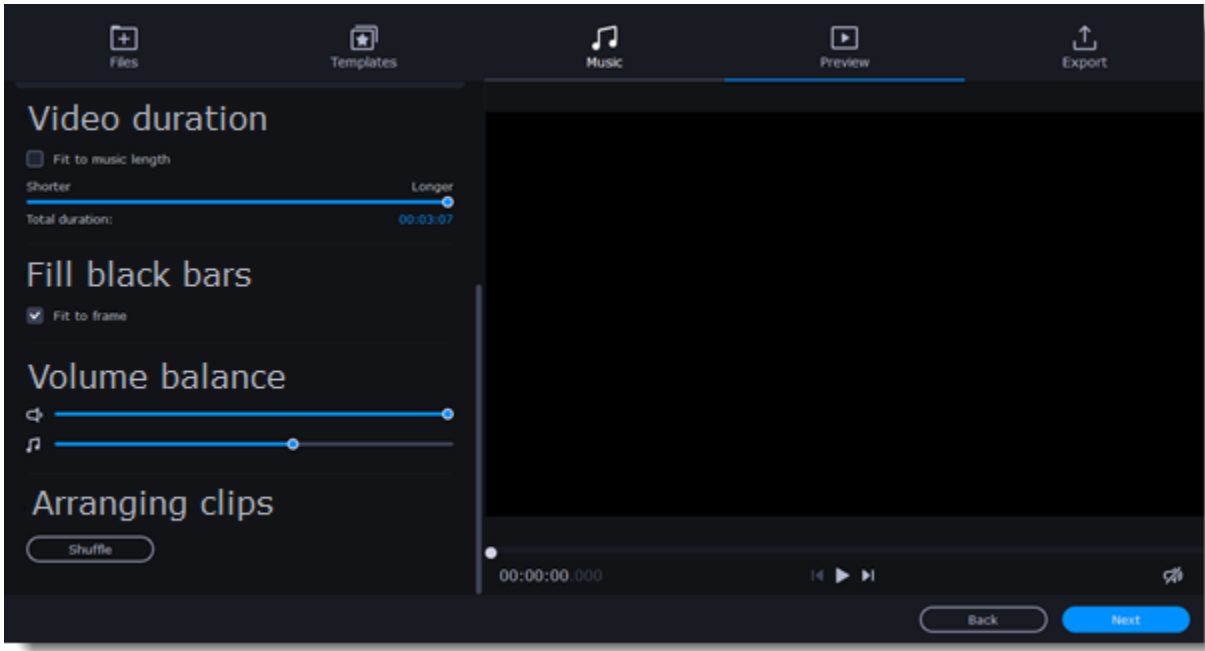 Files
Templates
Music
Preview
Export
Video duration
Fit to music length
Shorter Longer
Total duration: 00:03:07
Fill black bars
Fit to frame
Volume balance
Arranging clips
Shuffle
00:00:00.000
Back
Next